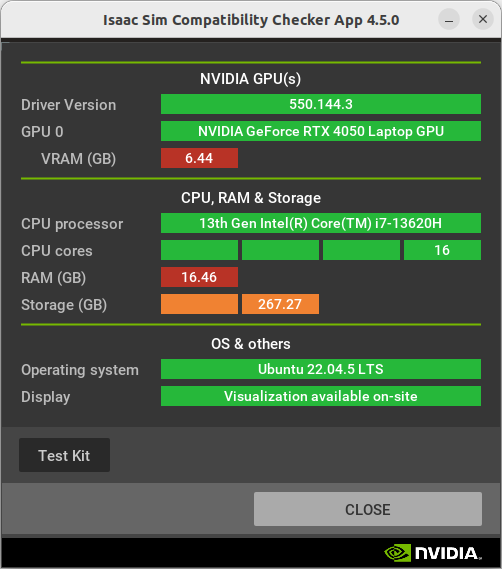 Isaac Sim Compatibility Checker App 4.5.0
NVIDIA GPU(s)
Driver Version 550.144.3
GPU 0 NVIDIA GeForce RTX 4050 Laptop GPU
VRAM (GB) 6.44
CPU, RAM & Storage
CPU processor 13th Gen Intel(R) Core(TM) i7-13620H
CPU cores 16
RAM (GB) 16.46
Storage (GB) 267.27
OS & others
Operating system Ubuntu 22.04.5 LTS
Display Visualization available on-site
Test Kit
CLOSE
NVIDIA.